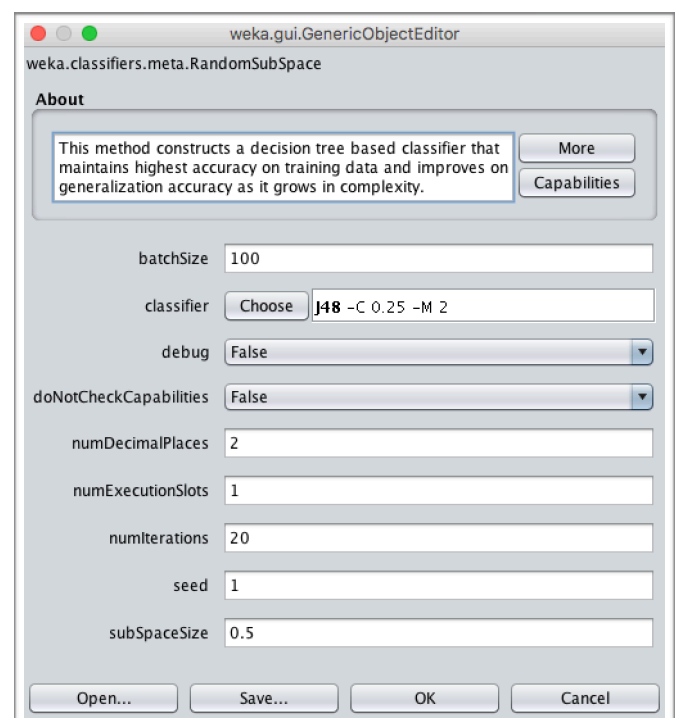 weka.gui.GenericObjectEditor
weka.classifiers.meta.RandomSubSpace
About
This method constructs a decision tree based classifier that
maintains highest accuracy on training data and improves on
generalization accuracy as it grows in complexity.
More
Capabilities
batchSize 100
classifier Choose J48 -C 0.25 -M 2
debug False
doNotCheckCapabilities False
numDecimalPlaces 2
numExecutionSlots 1
numIterations 20
seed 1
subSpaceSize 0.5
Open... Save... OK Cancel